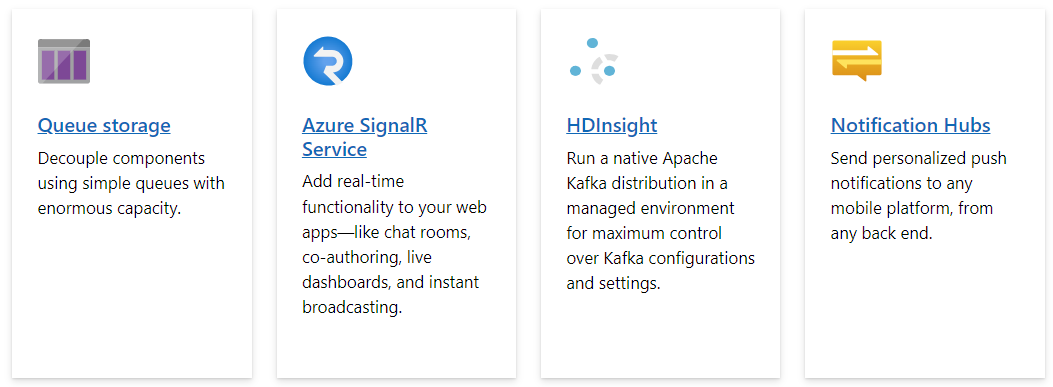 Queue storage
Decouple components
using simple queues with
enormous capacity.
Azure SignalR
Service
Add real-time
functionality to your web
apps—like chat rooms,
co-authoring, live
dashboards, and instant
broadcasting.
HDInsight
Run a native Apache
Kafka distribution in a
managed environment
for maximum control
over Kafka configurations
and settings.
Notification Hubs
Send personalized push
notifications to any
mobile platform, from
any back end.